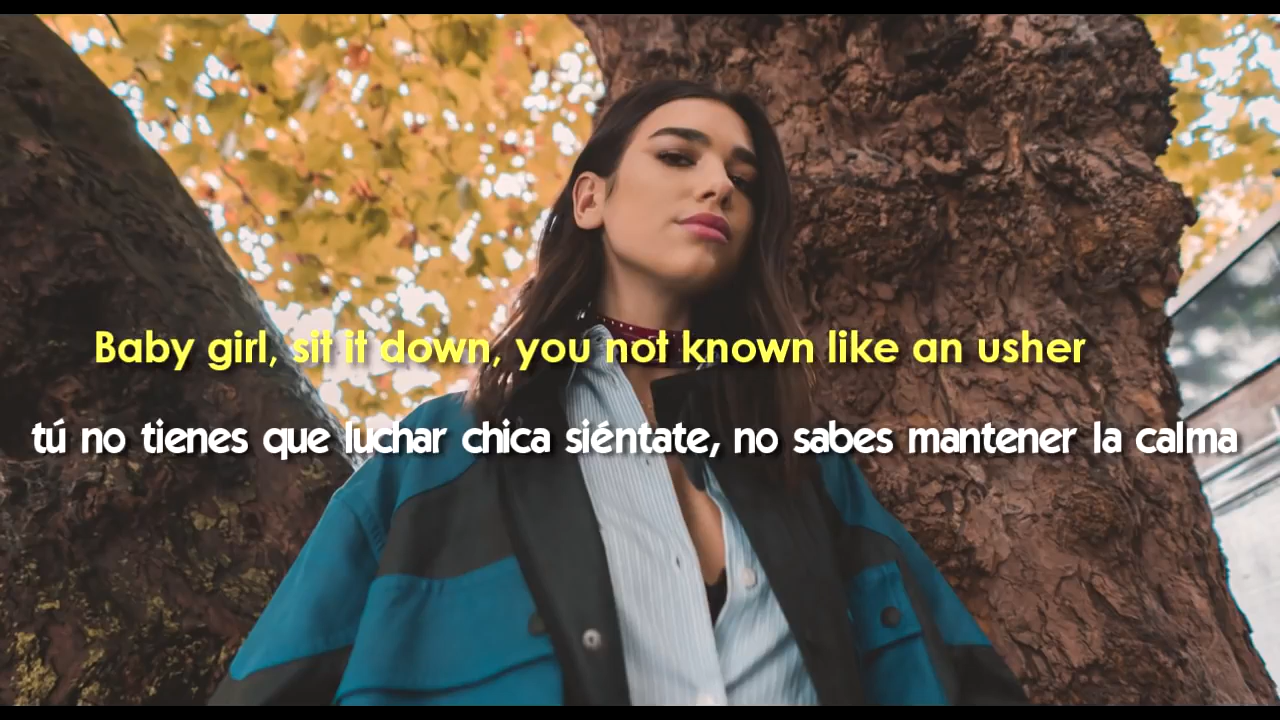 Baby girl, sit it down, you not known like an usher
tú no tienes que luchar chica siéntate, no sabes mantener la calma